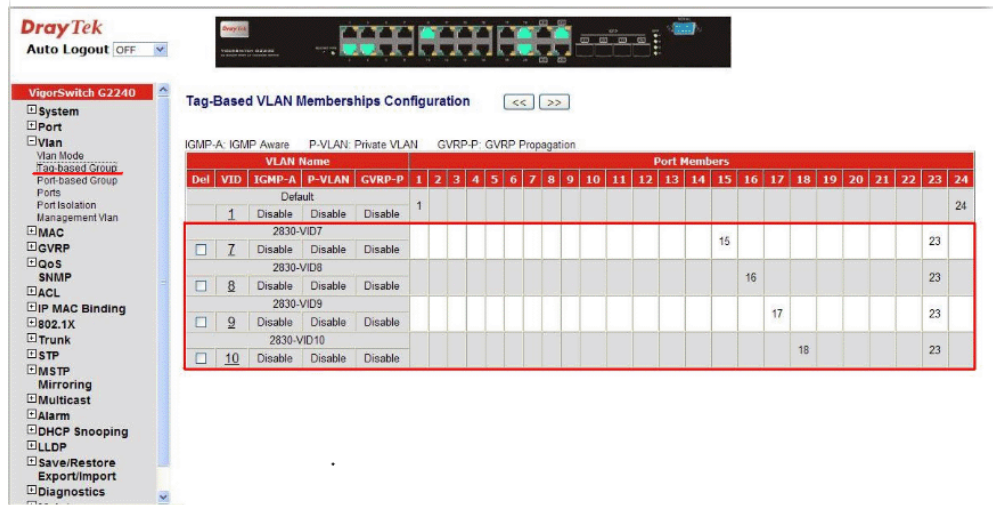 DrayTek
Auto Logout OFF
VigorSwitch G2240
System
Port
Vlan
Vlan Mode
Tag-based Group
Port-based Group
Ports
Port Isolation
Management Vlan
MAC
GVRP
QoS
SNMP
ACL
IP MAC Binding
802.1X
Trunk
STP
MSTP
Mirroring
Multicast
Alarm
DHCP Snooping
LLDP
Save/Restore
Export/Import
Diagnostics
DrayTek
Tag-Based VLAN Memberships Configuration << >>
IGMP-A: IGMP Aware P-VLAN: Private VLAN GVRP-P: GVRP Propagation
VLAN Name Port Members
Del VID IGMP-A P-VLAN GVRP-P 1 2 3 4 5 6 7 8 9 10 11 12 13 14 15 16 17 18 19 20 21 22 23 24
Default
1 Disable Disable Disable 1 24
2830-VID7
7 Disable Disable Disable 15 23
2830-VID8
8 Disable Disable Disable 16 23
2830-VID9
9 Disable Disable Disable 17 23
2830-VID10
10 Disable Disable Disable 18 23